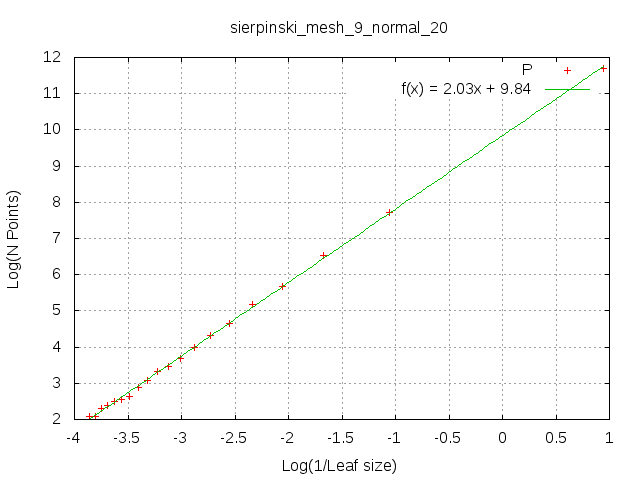 sierpinski_mesh_9_normal_20
12
11
10
9
8
7
6
5
4
3
2
Log(N Points)
P
f(x) = 2.03x + 9.84
-4 -3.5 -3 -2.5 -2 -1.5 -1 -0.5 0 0.5 1
Log(1/Leaf size)